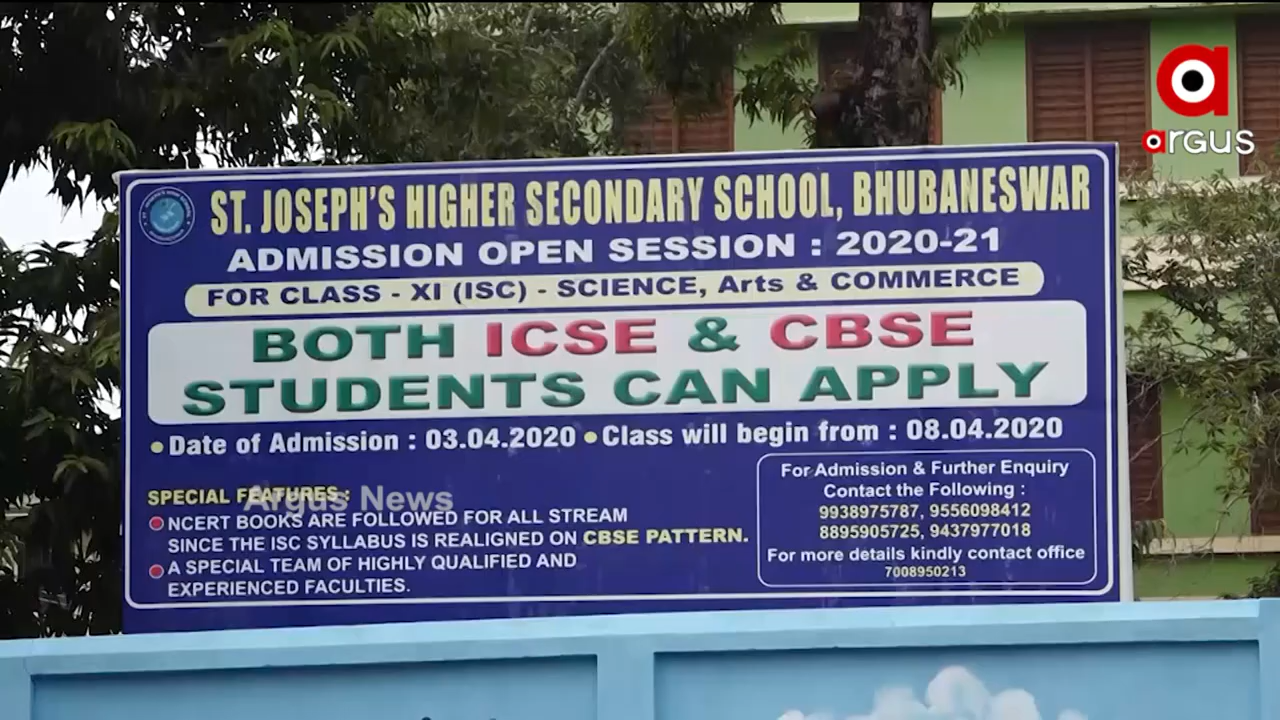 argus
ST. JOSEPH'S HIGHER SECONDARY SCHOOL, BHUBANESWAR
ADMISSION OPEN SESSION : 2020-21
FOR CLASS - XI (ISC) - SCIENCE, Arts & COMMERCE
BOTH ICSE & CBSE
STUDENTS CAN APPLY
Date of Admission : 03.04.2020 Class will begin from : 08.04.2020
SPECIAL FEATURES :
Argus News
NCERT BOOKS ARE FOLLOWED FOR ALL STREAM
SINCE THE ISC SYLLABUS IS REALIGNED ON CBSE PATTERN.
A SPECIAL TEAM OF HIGHLY QUALIFIED AND
EXPERIENCED FACULTIES.
For Admission & Further Enquiry
Contact the Following :
9938975787, 9556098412
8895905725, 9437977018
For more details kindly contact office
7008950213